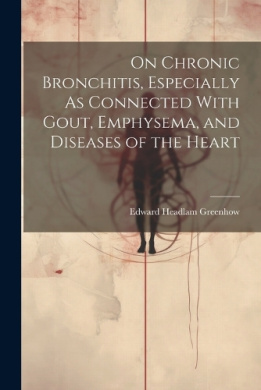 On Chronic
Bronchitis, Especially
As Connected With
Gout, Emphysema, and
Diseases of the Heart
Edward Headlam Greenhow